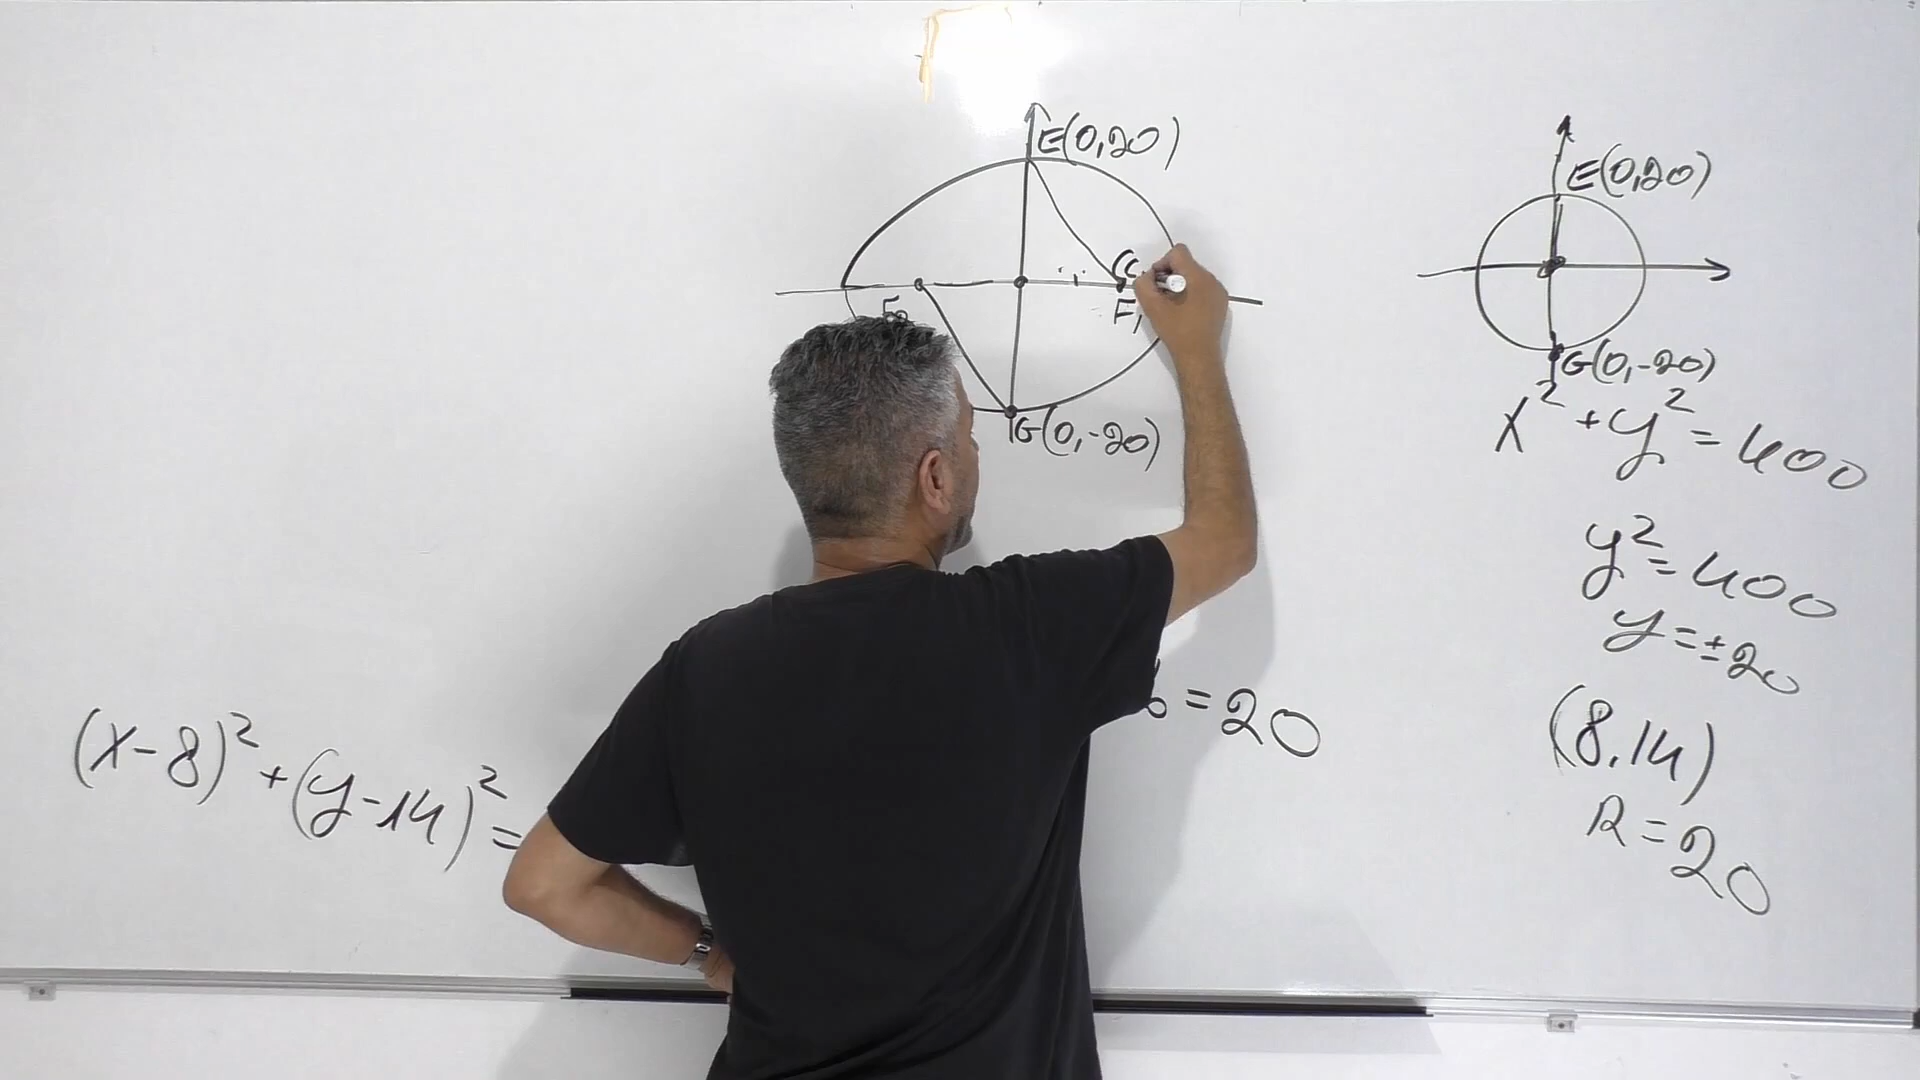 E(0,20)
(c,
F₁
G(0,-20)
(x-8)² + (y-14)² =
b = 20
E(0,20)
G(0,-20)
x² + y² = 400
y² = 400
y = ±20
(8,14)
R = 20